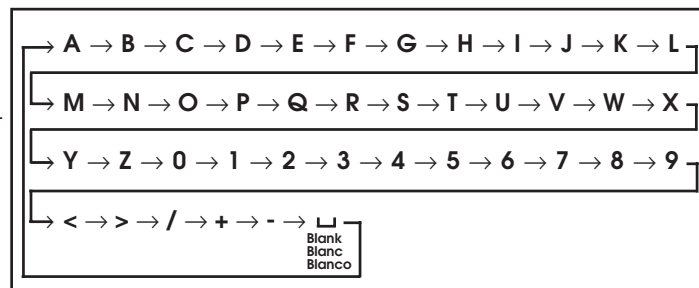 → A → B → C → D → E → F → G → H → I → J → K → L
→ M → N → O → P → Q → R → S → T → U → V → W → X
→ Y → Z → 0 → 1 → 2 → 3 → 4 → 5 → 6 → 7 → 8 → 9
→ < → > → / → + → - → ⌴
Blank
Blanc
Blanco